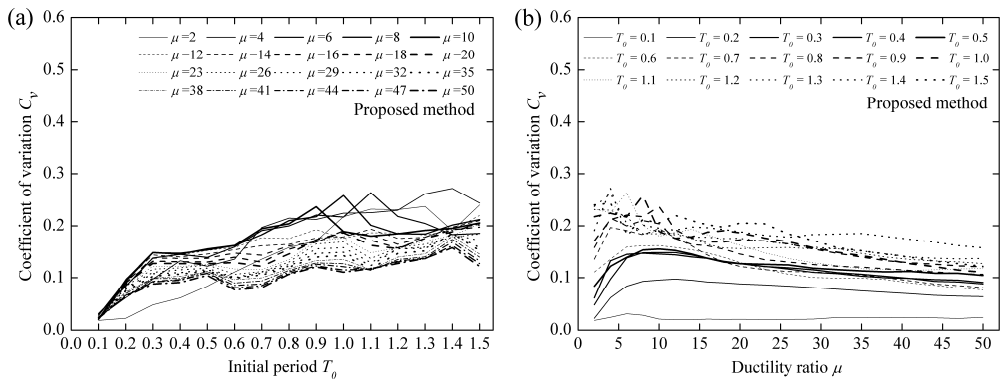 (a)
0.6
0.5
0.4
0.3
0.2
0.1
0.0
Coefficient of variation Cv
μ=2 μ=4 μ=6 μ=8 μ=10
μ=12 μ=14 μ=16 μ=18 μ=20
μ=23 μ=26 μ=29 μ=32 μ=35
μ=38 μ=41 μ=44 μ=47 μ=50
Proposed method
0.0 0.1 0.2 0.3 0.4 0.5 0.6 0.7 0.8 0.9 1.0 1.1 1.2 1.3 1.4 1.5
Initial period T0
(b)
0.6
0.5
0.4
0.3
0.2
0.1
0.0
Coefficient of variation Cv
T0 = 0.1 T0 = 0.2 T0 = 0.3 T0 = 0.4 T0 = 0.5
T0 = 0.6 T0 = 0.7 T0 = 0.8 T0 = 0.9 T0 = 1.0
T0 = 1.1 T0 = 1.2 T0 = 1.3 T0 = 1.4 T0 = 1.5
Proposed method
0 5 10 15 20 25 30 35 40 45 50
Ductility ratio μ